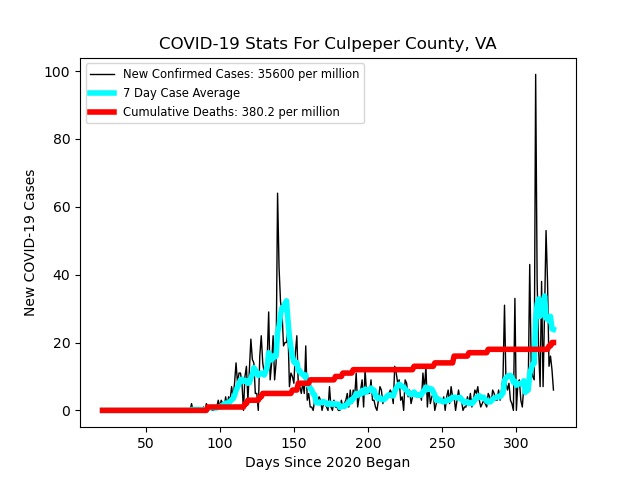 COVID-19 Stats For Culpeper County, VA
New Confirmed Cases: 35600 per million
7 Day Case Average
Cumulative Deaths: 380.2 per million
New COVID-19 Cases
100
80
60
40
20
0
50 100 150 200 250 300
Days Since 2020 Began